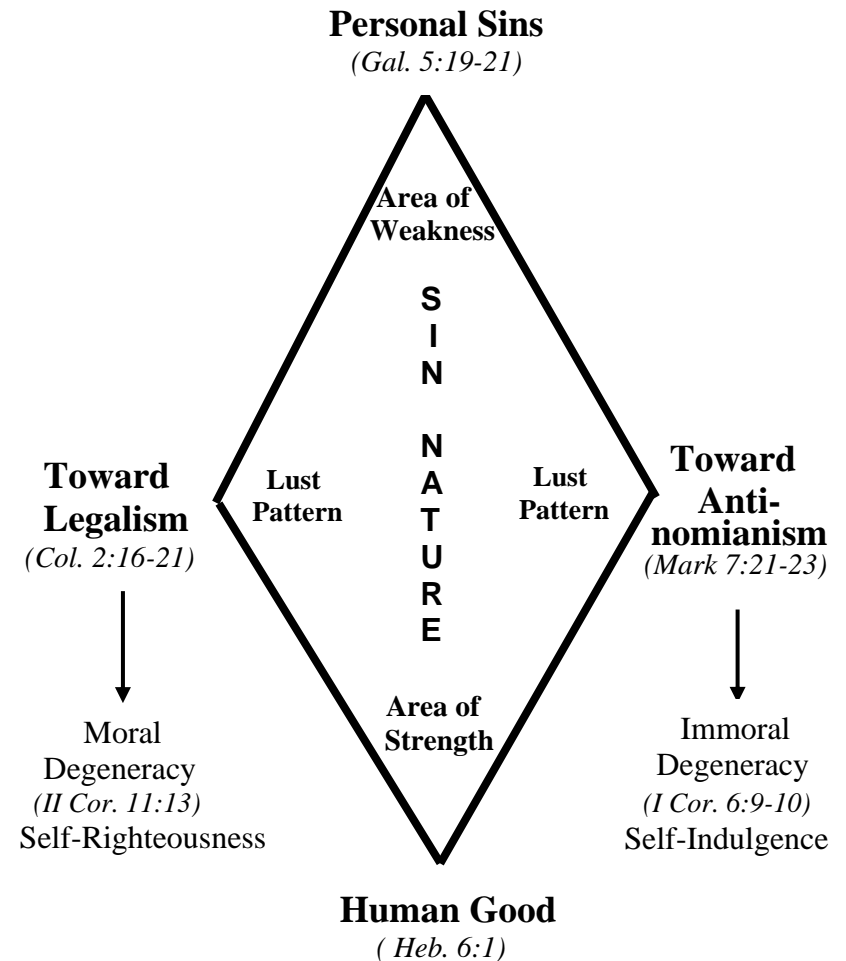 Personal Sins
(Gal. 5:19-21)
Area of
Weakness
S
I
N
N
A
T
U
R
E
Toward
Legalism
(Col. 2:16-21)
Lust
Pattern
Lust
Pattern
Toward
Anti-
nomianism
(Mark 7:21-23)
Area of
Strength
Moral
Degeneracy
(II Cor. 11:13)
Self-Righteousness
Immoral
Degeneracy
(I Cor. 6:9-10)
Self-Indulgence
Human Good
( Heb. 6:1)